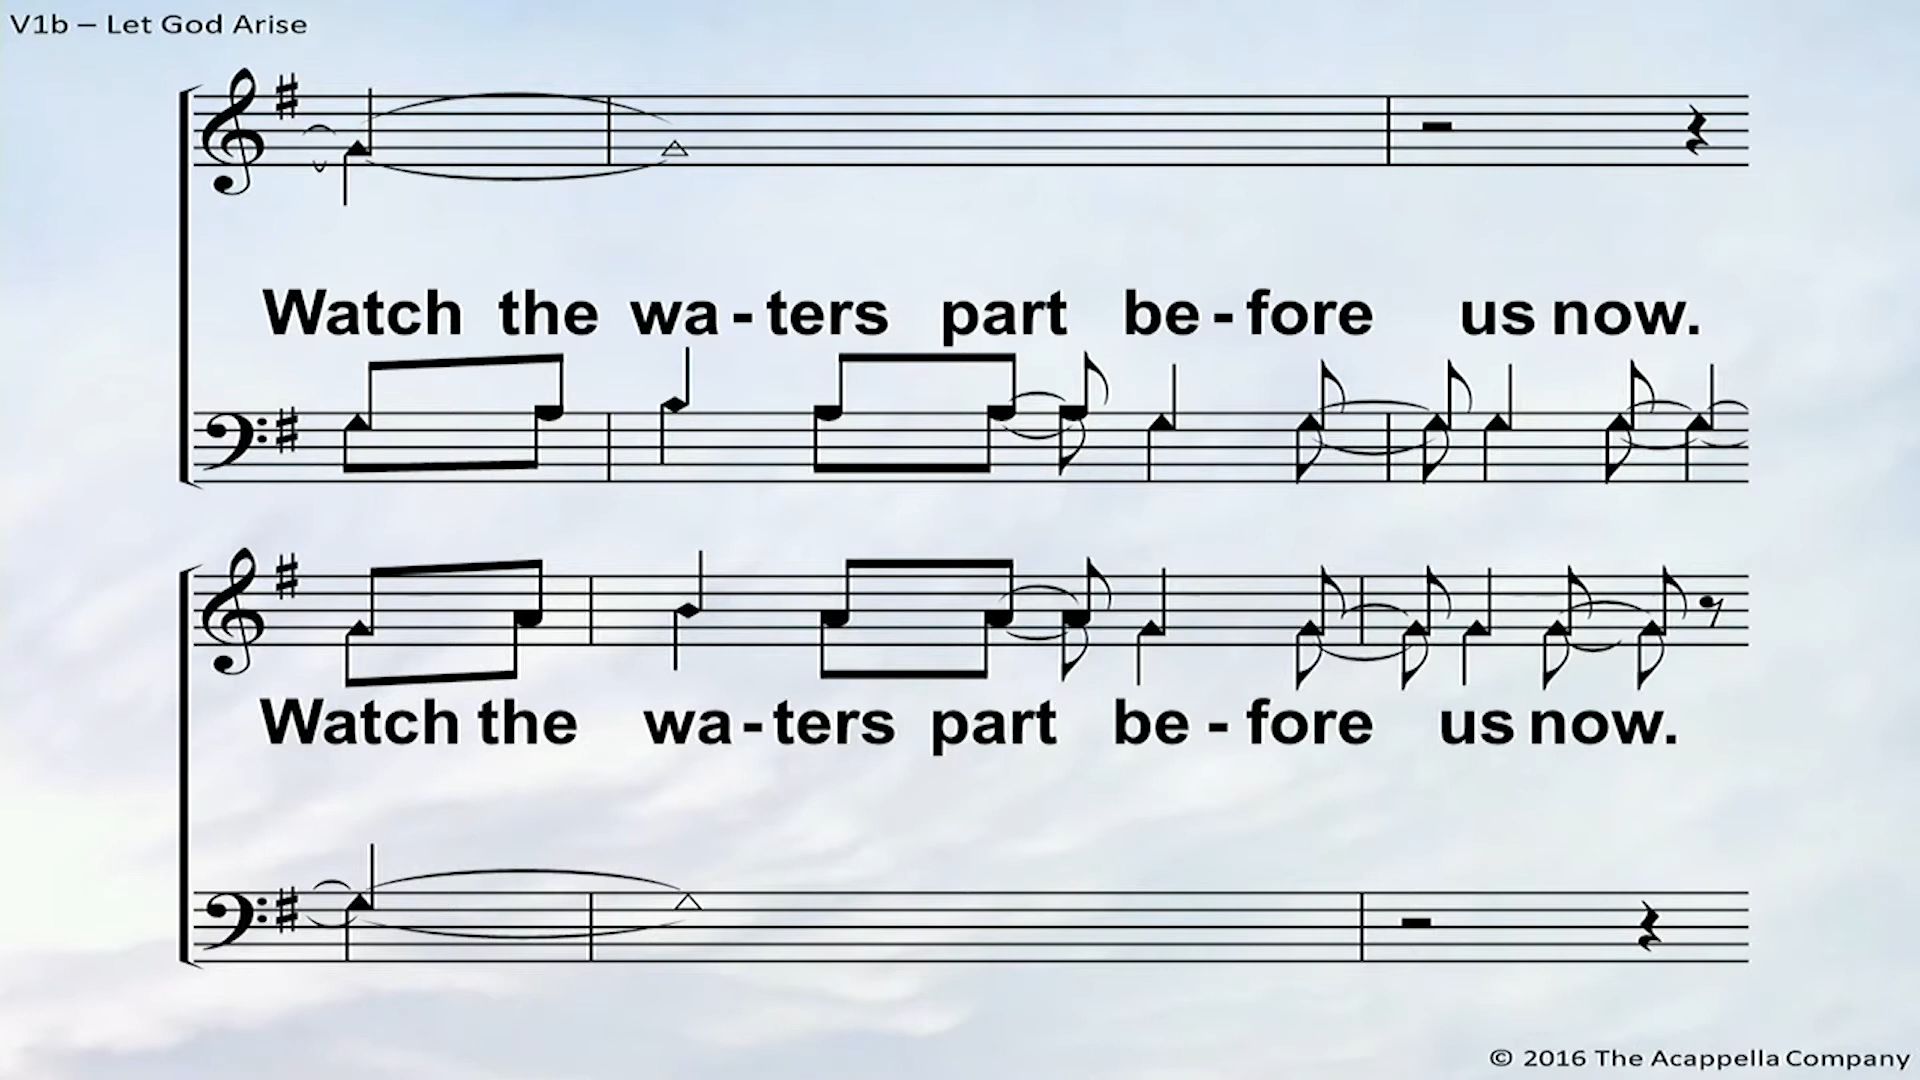 V1b – Let God Arise
Watch the wa - ters part be - fore us now.
Watch the wa - ters part be - fore us now.
© 2016 The Acappella Company